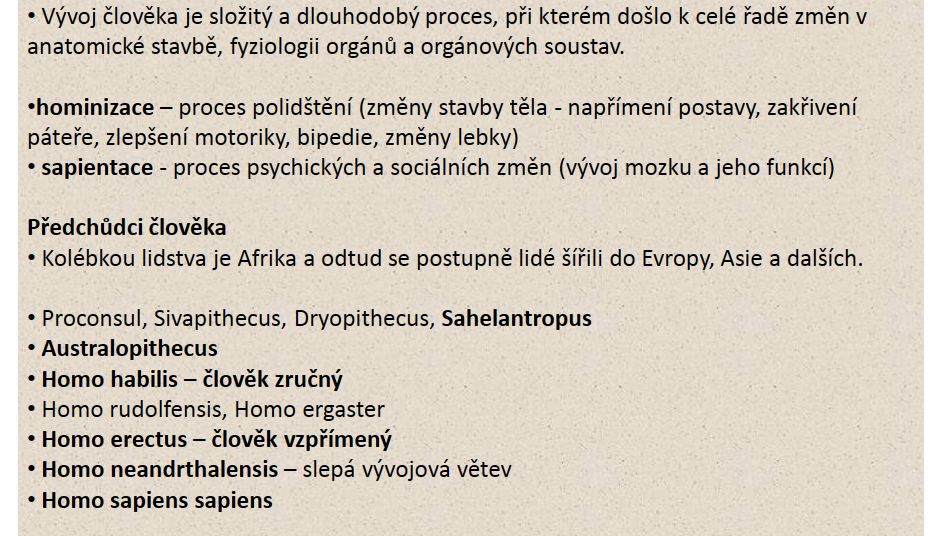 • Vývoj člověka je složitý a dlouhodobý proces, při kterém došlo k celé řadě změn v
anatomické stavbě, fyziologii orgánů a orgánových soustav.
•hominizace – proces polidštění (změny stavby těla - napřímení postavy, zakřivení
páteře, zlepšení motoriky, bipedie, změny lebky)
• sapientace - proces psychických a sociálních změn (vývoj mozku a jeho funkcí)
Předchůdci člověka
• Kolébkou lidstva je Afrika a odtud se postupně lidé šířili do Evropy, Asie a dalších.
• Proconsul, Sivapithecus, Dryopithecus, Sahelantropus
• Australopithecus
• Homo habilis – člověk zručný
• Homo rudolfensis, Homo ergaster
• Homo erectus – člověk vzpřímený
• Homo neandrthalensis – slepá vývojová větev
• Homo sapiens sapiens